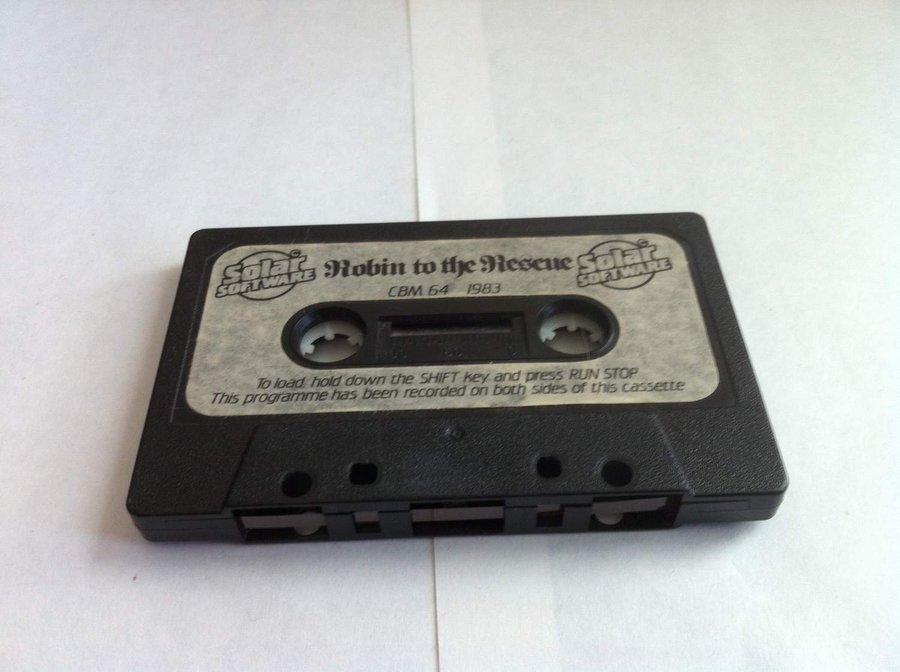 solar SOFTWARE © Robin to the Rescue solar SOFTWARE ©
CBM 64 1983
To load, hold down the SHIFT key and press RUN STOP
This programme has been recorded on both sides of this cassette